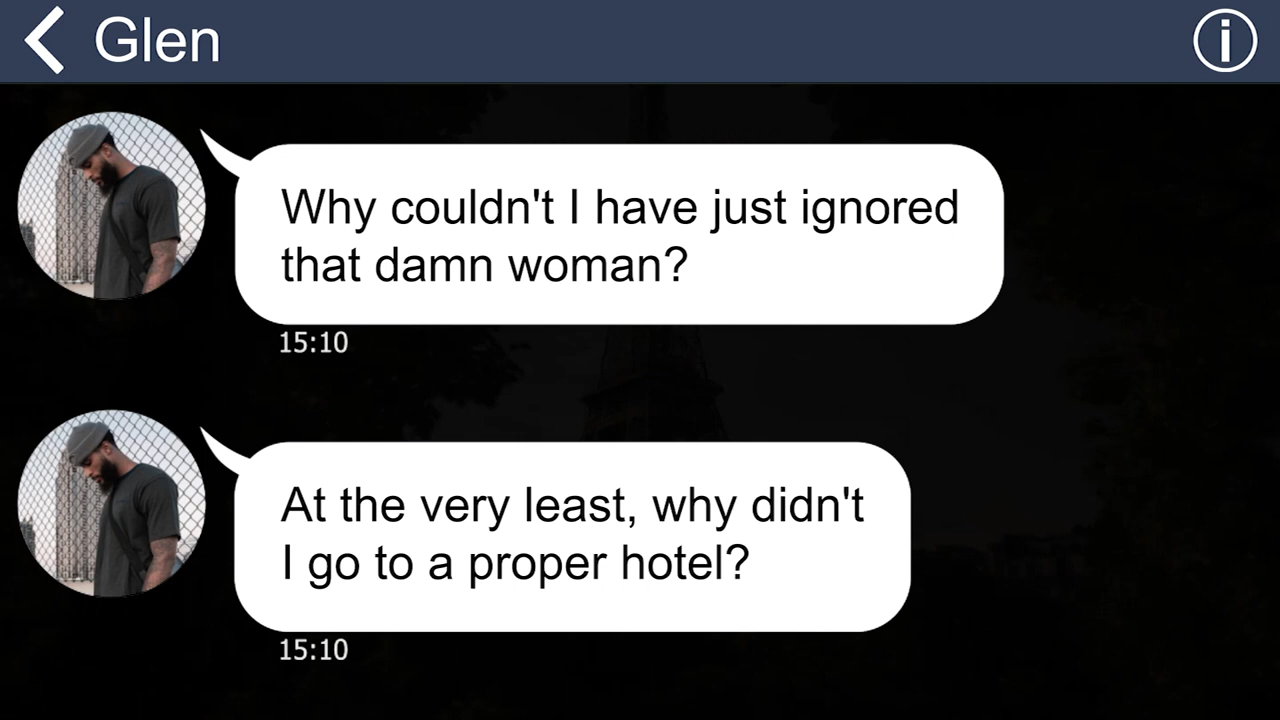 Glen
Why couldn't I have just ignored
that damn woman?
15:10
At the very least, why didn't
I go to a proper hotel?
15:10